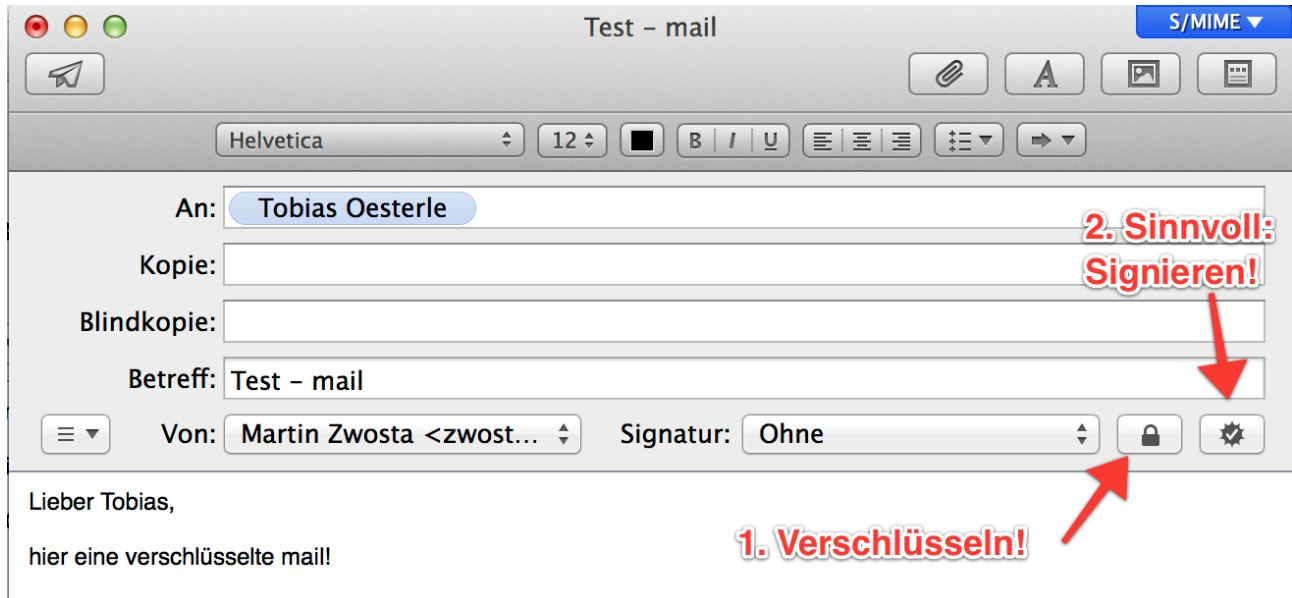 Test – mail
S/MIME
A
Helvetica
12
B I U
An: Tobias Oesterle
2. Sinnvoll:
Signieren!
Kopie:
Blindkopie:
Betreff: Test – mail
Von: Martin Zwosta <zwost... Signatur: Ohne
Lieber Tobias,
1. Verschlüsseln!
hier eine verschlüsselte mail!